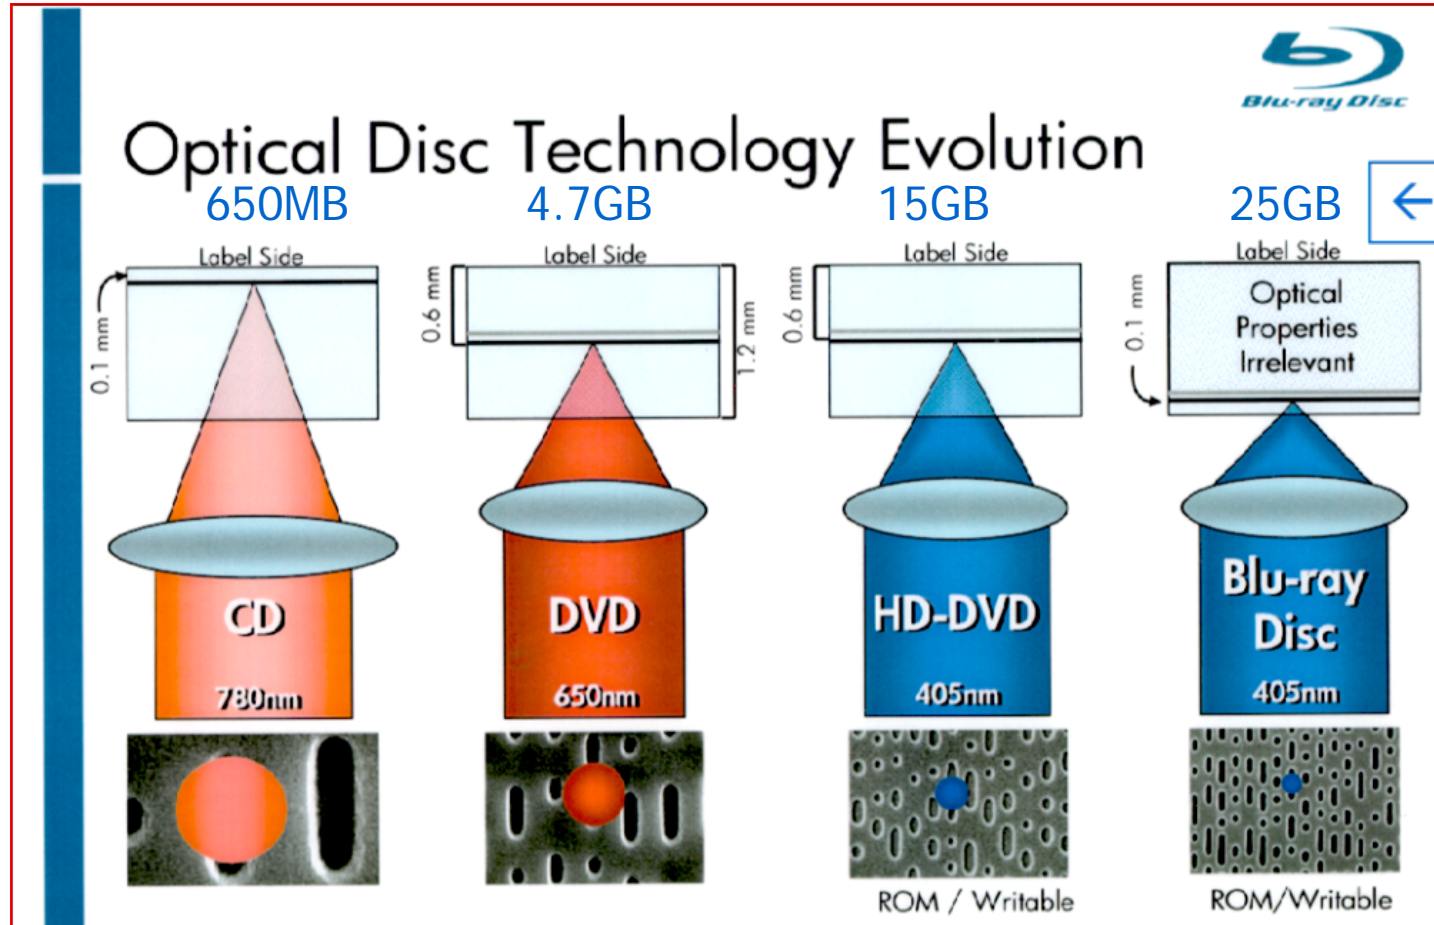 Blu-ray Disc
Optical Disc Technology Evolution
650MB
4.7GB
15GB
25GB
Label Side
Label Side
Label Side
Label Side
0.1 mm
0.6 mm
1.2 mm
0.6 mm
0.1 mm
Optical
Properties
Irrelevant
CD
780nm
DVD
650nm
HD-DVD
405nm
Blu-ray
Disc
405nm
ROM / Writable
ROM/Writable